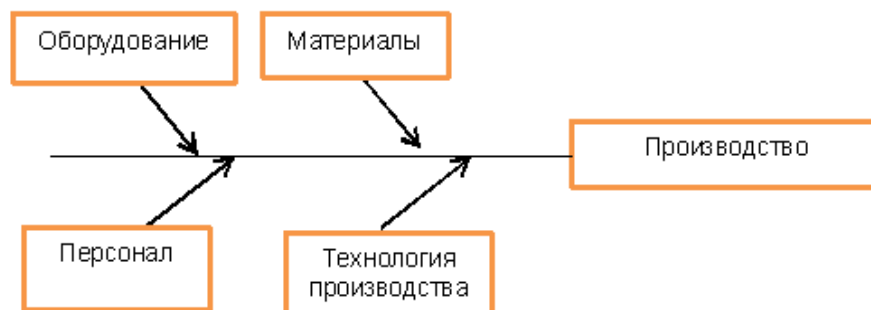 Оборудование
Материалы
Производство
Персонал
Технология
производства